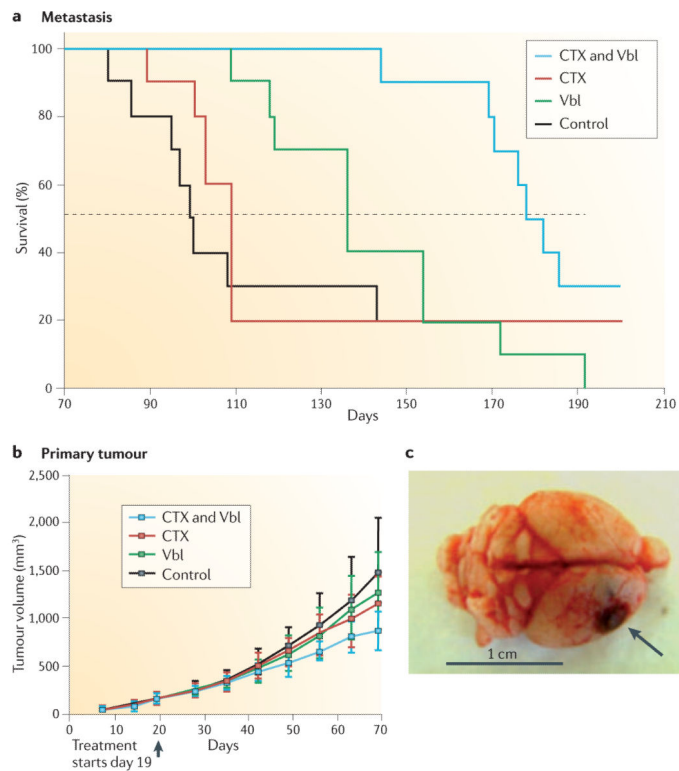 a Metastasis
100
80
60
40
20
0
Survival (%)
CTX and Vbl
CTX
Vbl
Control
70 90 110 130 150 170 190 210
Days
b Primary tumour
2,500
2,000
1,500
1,000
500
0
Tumour volume (mm³)
CTX and Vbl
CTX
Vbl
Control
0 10 20 30 40 50 60 70
Treatment
starts day 19
Days
c
1 cm